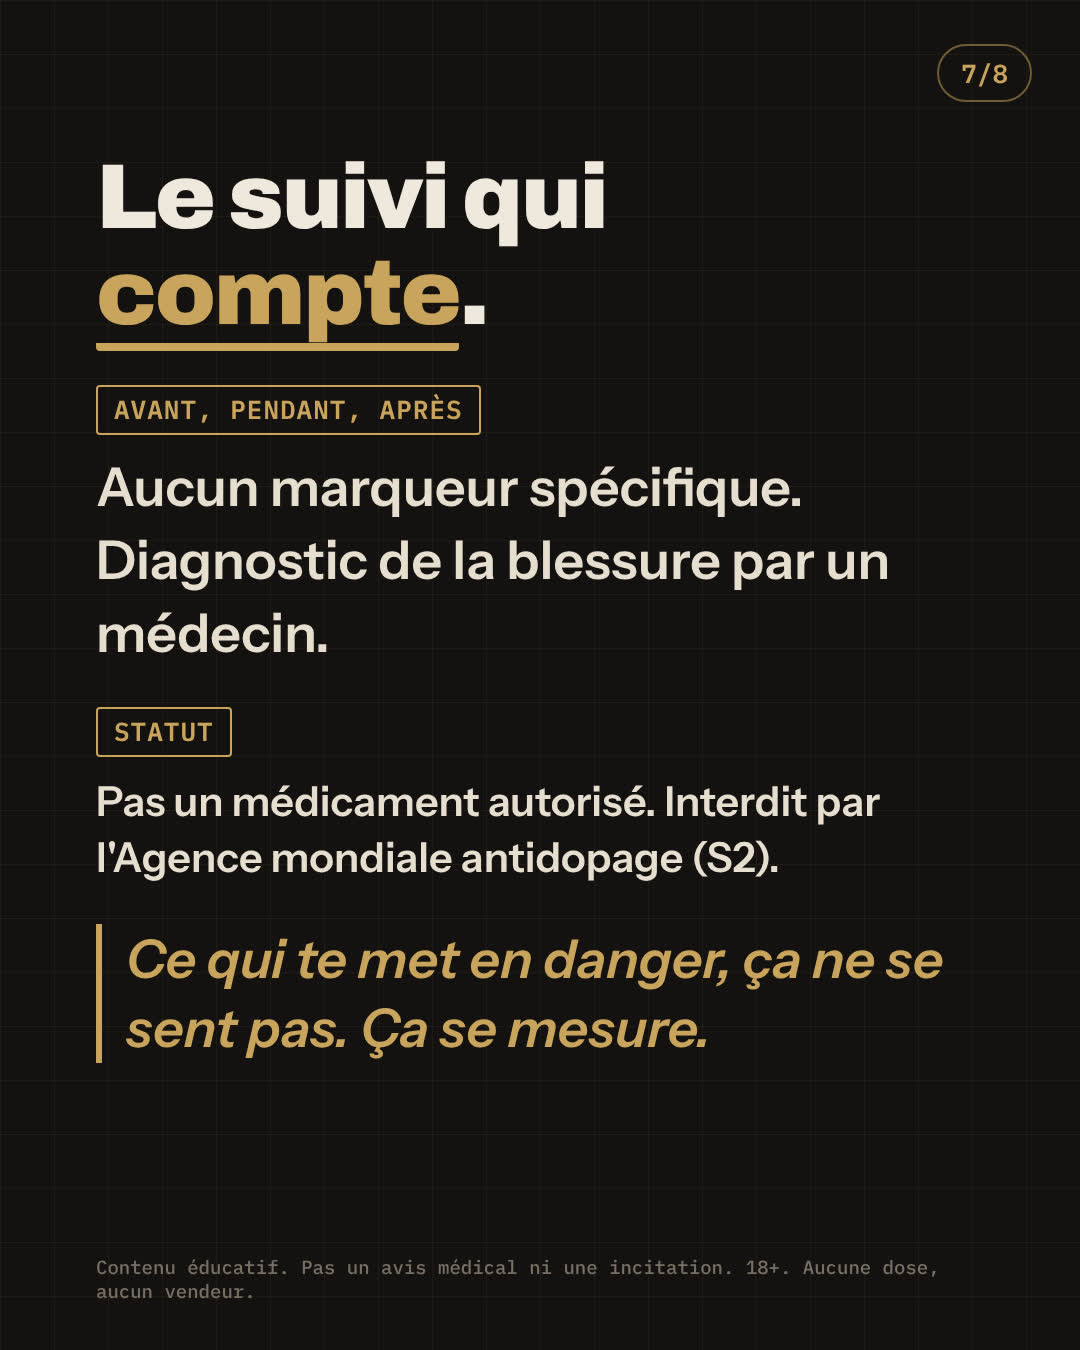 7/8
Le suivi qui
compte.
AVANT, PENDANT, APRÈS
Aucun marqueur spécifique.
Diagnostic de la blessure par un
médecin.
STATUT
Pas un médicament autorisé. Interdit par
l'Agence mondiale antidopage (S2).
Ce qui te met en danger, ça ne se
sent pas. Ça se mesure.
Contenu éducatif. Pas un avis médical ni une incitation. 18+. Aucune dose,
aucun vendeur.